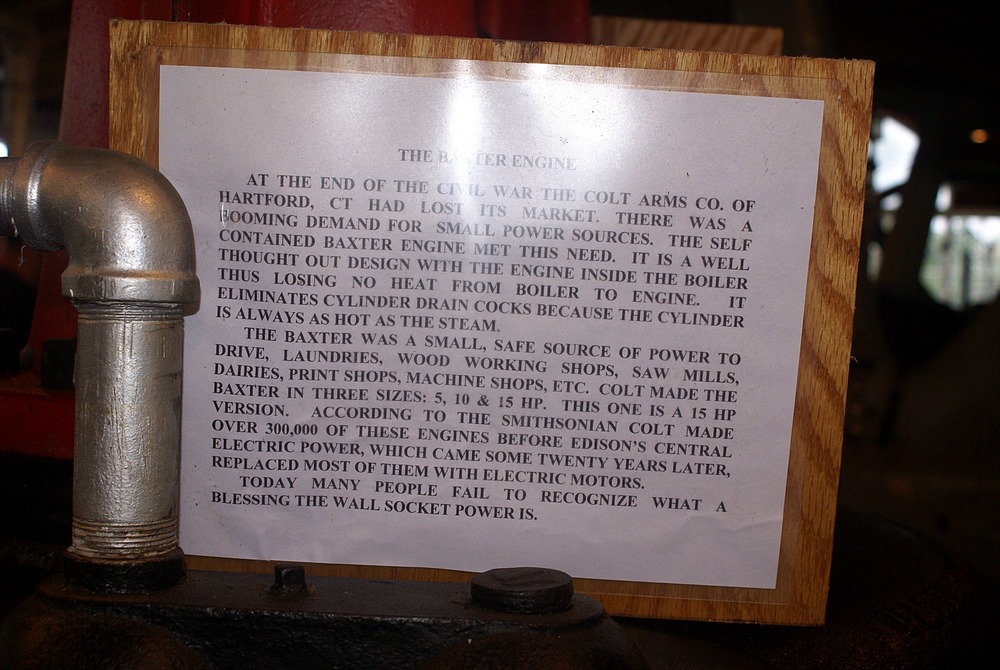 THE BAXTER ENGINE
AT THE END OF THE CIVIL WAR THE COLT ARMS CO. OF
HARTFORD, CT HAD LOST ITS MARKET. THERE WAS A
BOOMING DEMAND FOR SMALL POWER SOURCES. THE SELF
CONTAINED BAXTER ENGINE MET THIS NEED. IT IS A WELL
THOUGHT OUT DESIGN WITH THE ENGINE INSIDE THE BOILER
THUS LOSING NO HEAT FROM BOILER TO ENGINE. IT
ELIMINATES CYLINDER DRAIN COCKS BECAUSE THE CYLINDER
IS ALWAYS AS HOT AS THE STEAM.
THE BAXTER WAS A SMALL, SAFE SOURCE OF POWER TO
DRIVE, LAUNDRIES, WOOD WORKING SHOPS, SAW MILLS,
DAIRIES, PRINT SHOPS, MACHINE SHOPS, ETC. COLT MADE THE
BAXTER IN THREE SIZES: 5, 10 & 15 HP. THIS ONE IS A 15 HP
VERSION. ACCORDING TO THE SMITHSONIAN COLT MADE
OVER 300,000 OF THESE ENGINES BEFORE EDISON'S CENTRAL
ELECTRIC POWER, WHICH CAME SOME TWENTY YEARS LATER,
REPLACED MOST OF THEM WITH ELECTRIC MOTORS.
TODAY MANY PEOPLE FAIL TO RECOGNIZE WHAT A
BLESSING THE WALL SOCKET POWER IS.